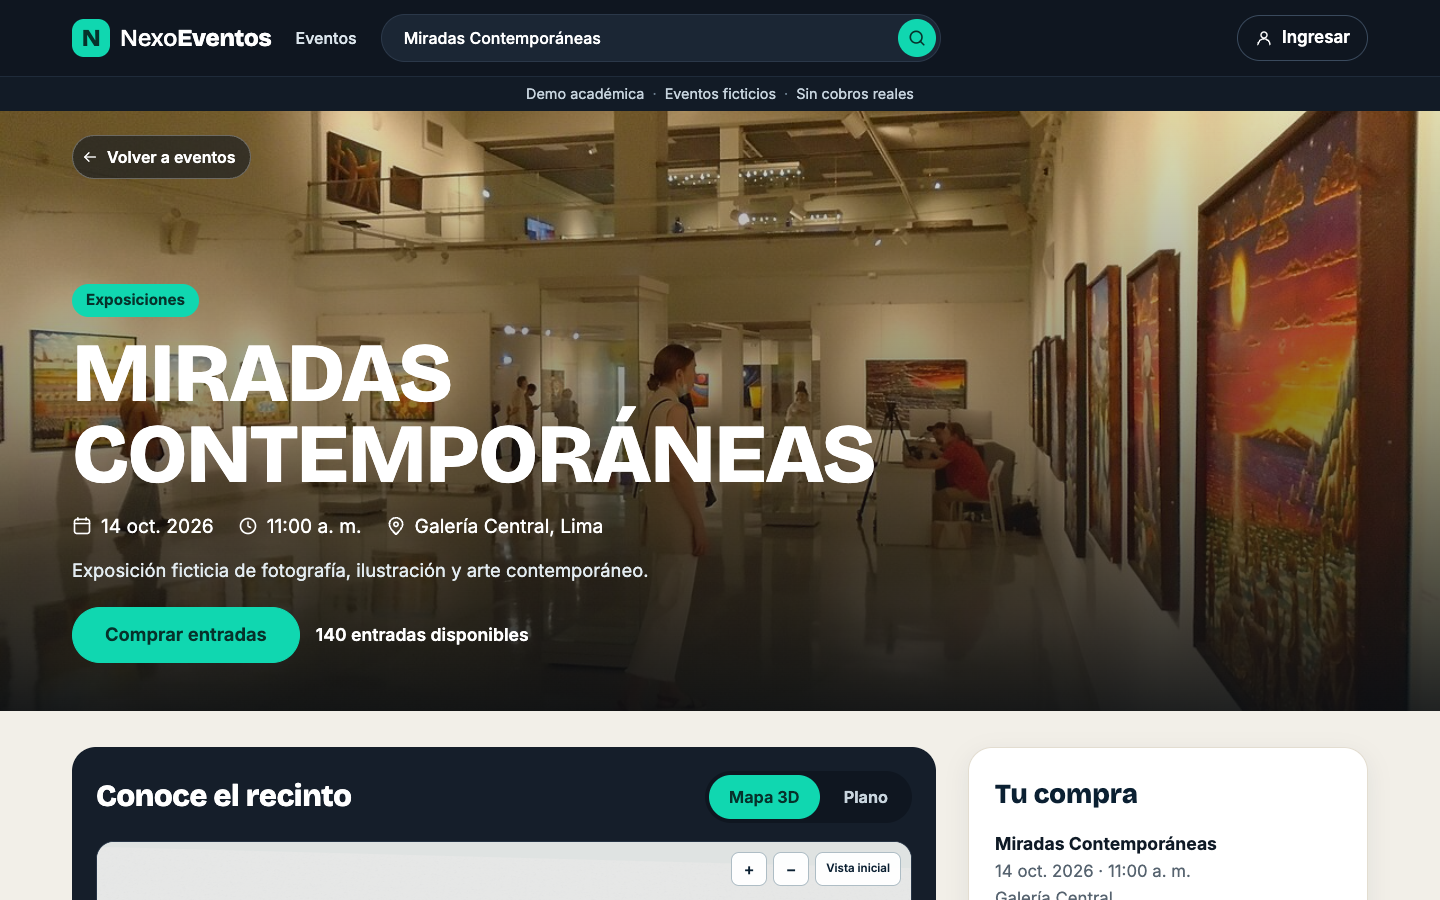 N NexoEventos
Eventos
Miradas Contemporáneas
Ingresar
Demo académica · Eventos ficticios · Sin cobros reales
Volver a eventos
Exposiciones
MIRADAS
CONTEMPORÁNEAS
14 oct. 2026
11:00 a. m.
Galería Central, Lima
Exposición ficticia de fotografía, ilustración y arte contemporáneo.
Comprar entradas
140 entradas disponibles
Conoce el recinto
Mapa 3D
Plano
+
−
Vista inicial
Tu compra
Miradas Contemporáneas
14 oct. 2026 · 11:00 a. m.
Galería Central